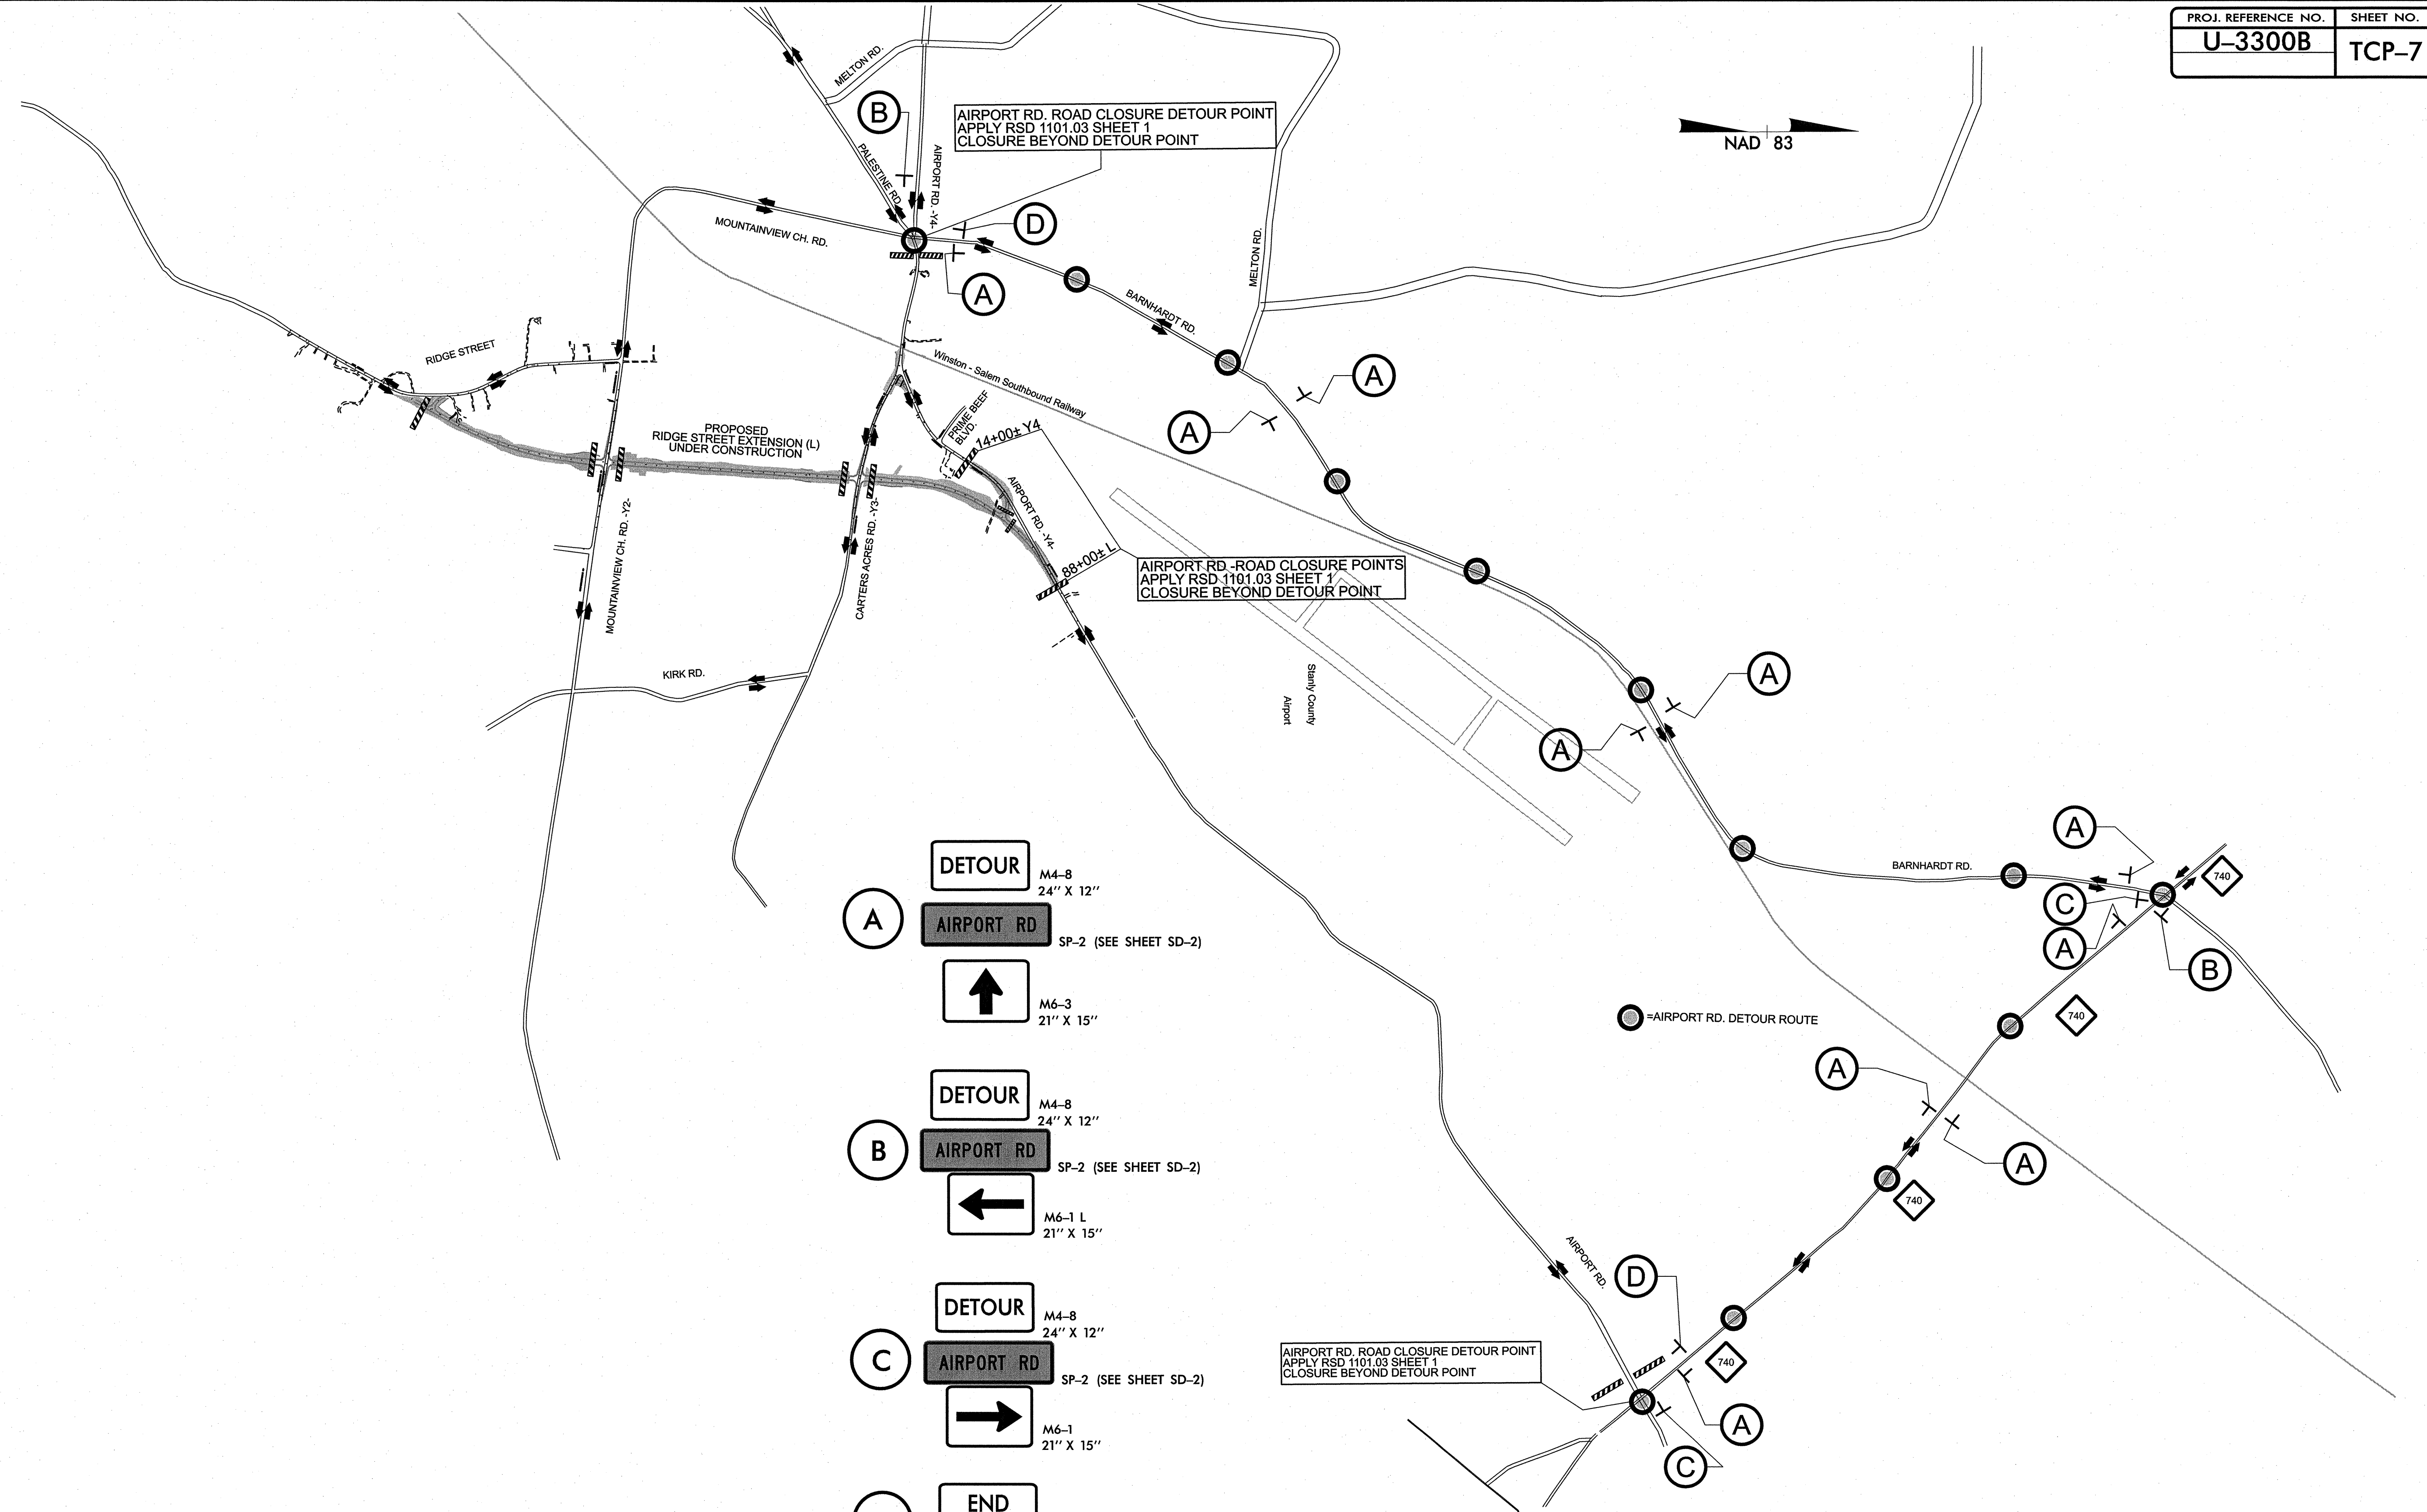 PROJ. REFERENCE NO.
SHEET NO.
U–3300B
TCP–7
MELTON RD.
B
AIRPORT RD. ROAD CLOSURE DETOUR POINT
APPLY RSD 1101.03 SHEET 1
CLOSURE BEYOND DETOUR POINT
NAD 83
PALESTINE RD.
AIRPORT RD. -Y4-
D
MOUNTAINVIEW CH. RD.
A
MELTON RD.
BARNHARDT RD.
RIDGE STREET
Winston - Salem Southbound Railway
A
A
PRIME BEEF
BLVD.
14+00± Y4
PROPOSED
RIDGE STREET EXTENSION (L)
UNDER CONSTRUCTION
AIRPORT RD. -Y4-
MOUNTAINVIEW CH. RD. -Y2-
CARTERS ACRES RD. -Y3-
88+00± L
AIRPORT RD -ROAD CLOSURE POINTS
APPLY RSD 1101.03 SHEET 1
CLOSURE BEYOND DETOUR POINT
KIRK RD.
Stanly County
Airport
A
A
A
BARNHARDT RD.
740
C
A
B
740
=AIRPORT RD. DETOUR ROUTE
A
A
740
AIRPORT RD.
D
740
AIRPORT RD. ROAD CLOSURE DETOUR POINT
APPLY RSD 1101.03 SHEET 1
CLOSURE BEYOND DETOUR POINT
A
C
A
DETOUR
M4–8
24'' X 12''
AIRPORT RD
SP–2 (SEE SHEET SD–2)
M6–3
21'' X 15''
B
DETOUR
M4–8
24'' X 12''
AIRPORT RD
SP–2 (SEE SHEET SD–2)
M6–1 L
21'' X 15''
C
DETOUR
M4–8
24'' X 12''
AIRPORT RD
SP–2 (SEE SHEET SD–2)
M6–1
21'' X 15''
END